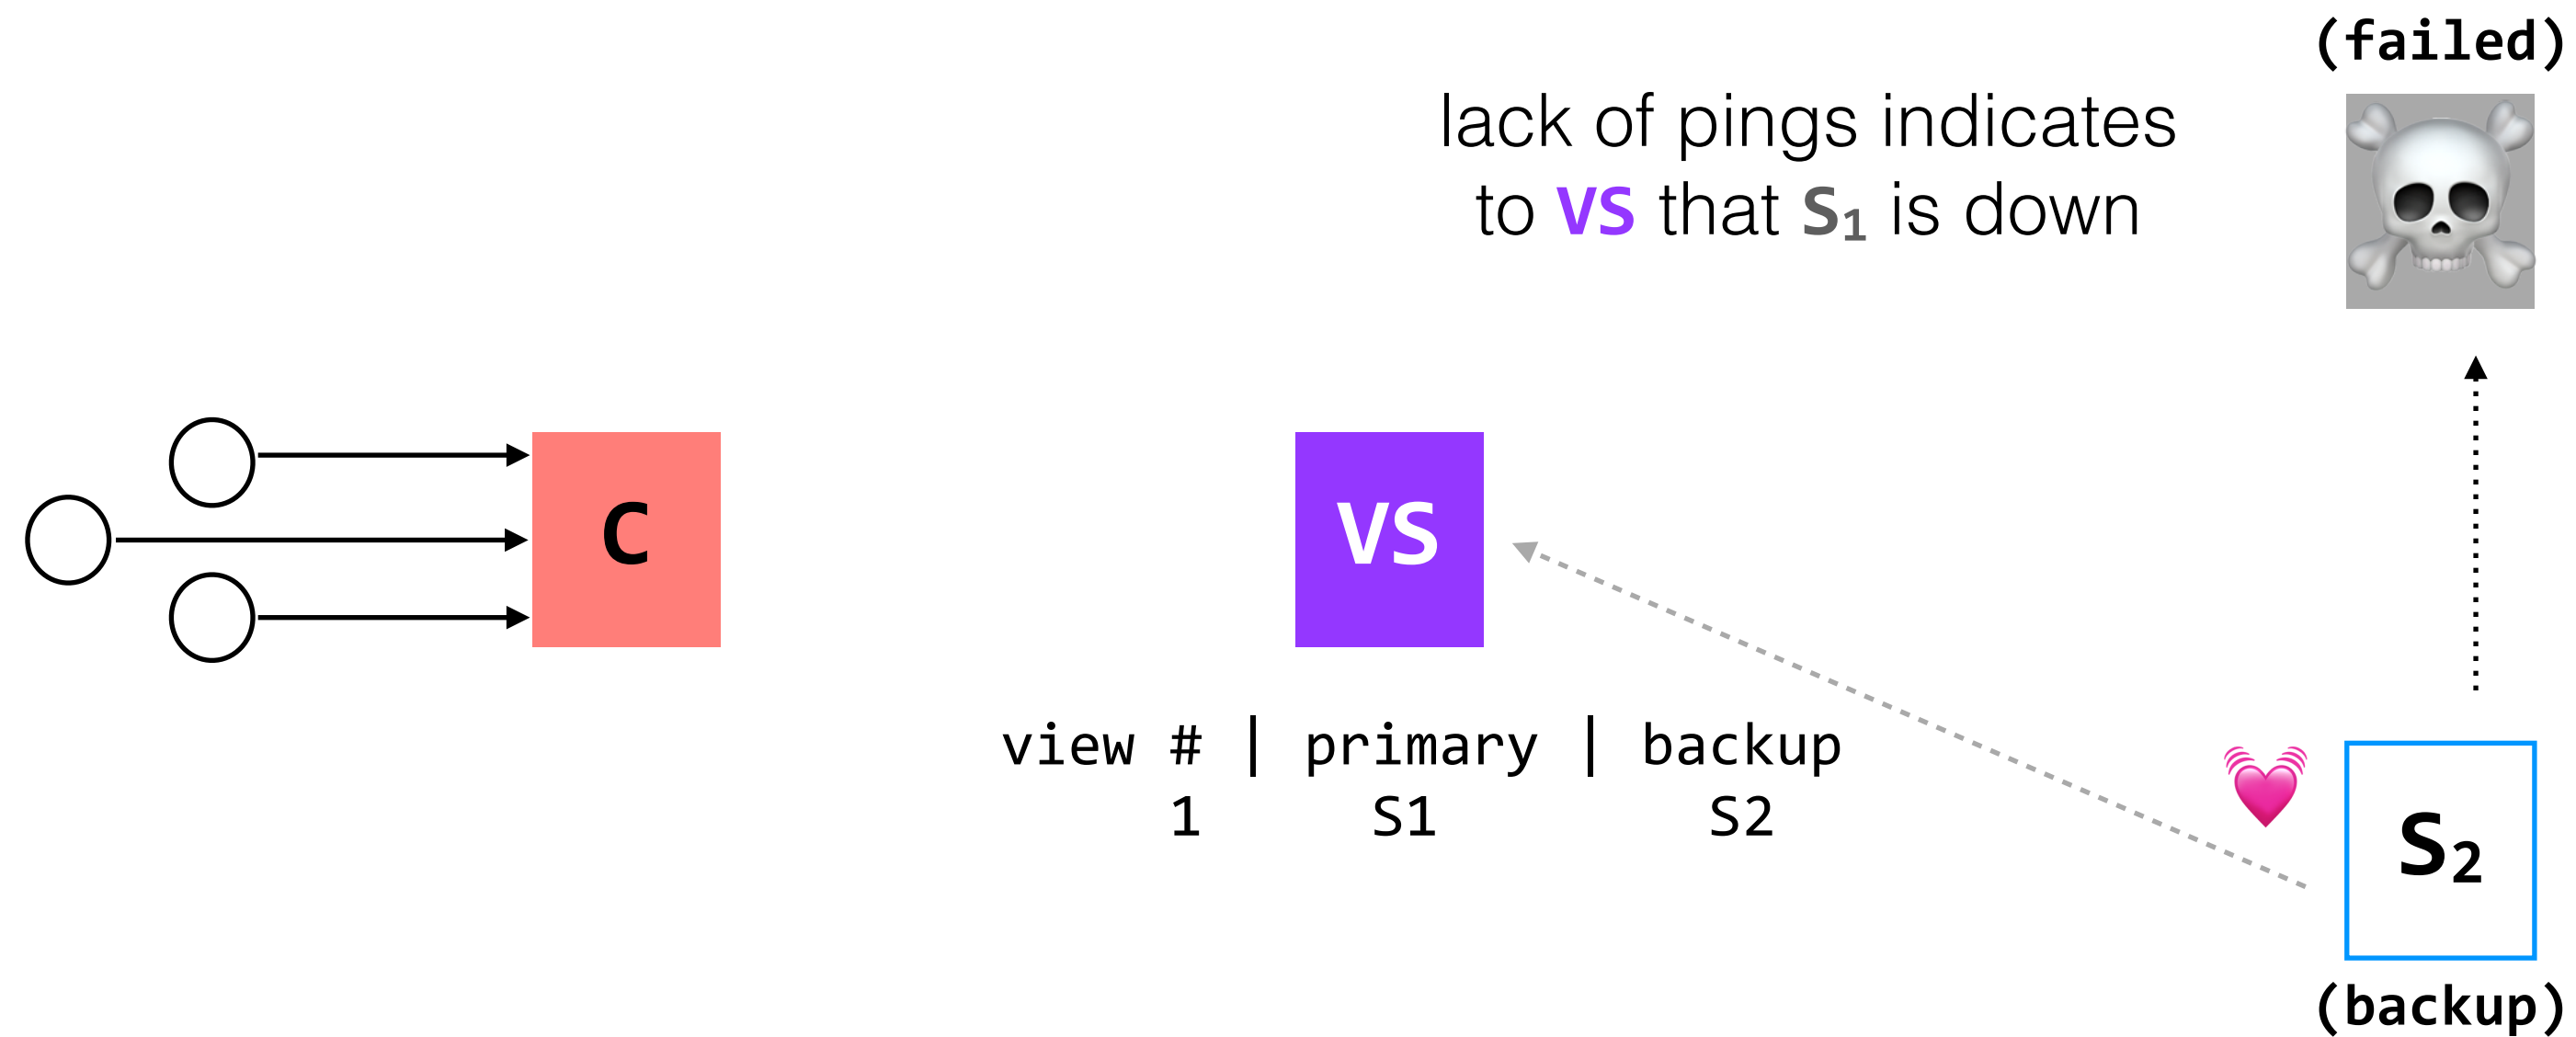 (failed)
lack of pings indicates
to VS that S₁ is down
C
VS
view # | primary | backup
1 S1 S2
S₂
(backup)